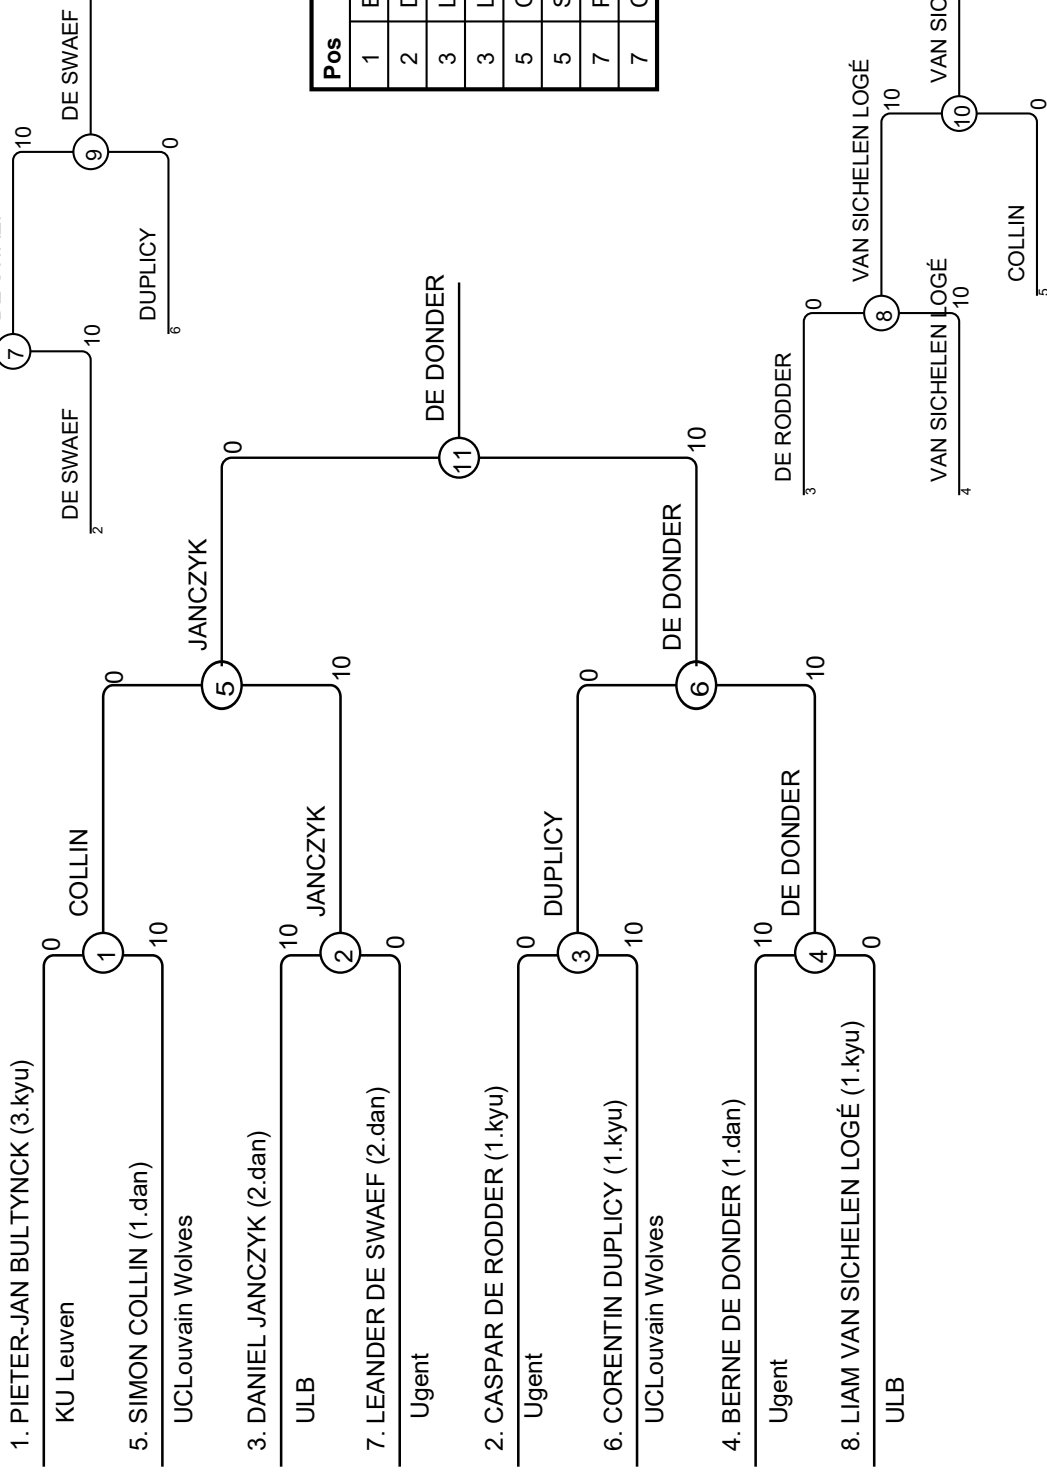 1. PIETER-JAN BULTYNCK (3.kyu)
KU Leuven
0
1
COLLIN
5. SIMON COLLIN (1.dan)
UCLouvain Wolves
10
0
5
JANCZYK
3. DANIEL JANCZYK (2.dan)
ULB
10
2
JANCZYK
10
7. LEANDER DE SWAEF (2.dan)
Ugent
0
0
11
DE DONDER
2. CASPAR DE RODDER (1.kyu)
Ugent
0
3
DUPLICY
0
6. CORENTIN DUPLICY (1.kyu)
UCLouvain Wolves
10
6
DE DONDER
10
4. BERNE DE DONDER (1.dan)
Ugent
10
4
DE DONDER
10
8. LIAM VAN SICHELEN LOGÉ (1.kyu)
ULB
0
7
10
DE SWAEF
2
10
9
DE SWAEF
DUPLICY
6
0
Pos
1
2
3
3
5
5
7
7
DE RODDER
3
0
8
VAN SICHELEN LOGÉ
10
VAN SICHELEN LOGÉ
4
10
10
VAN SIC
COLLIN
5
0